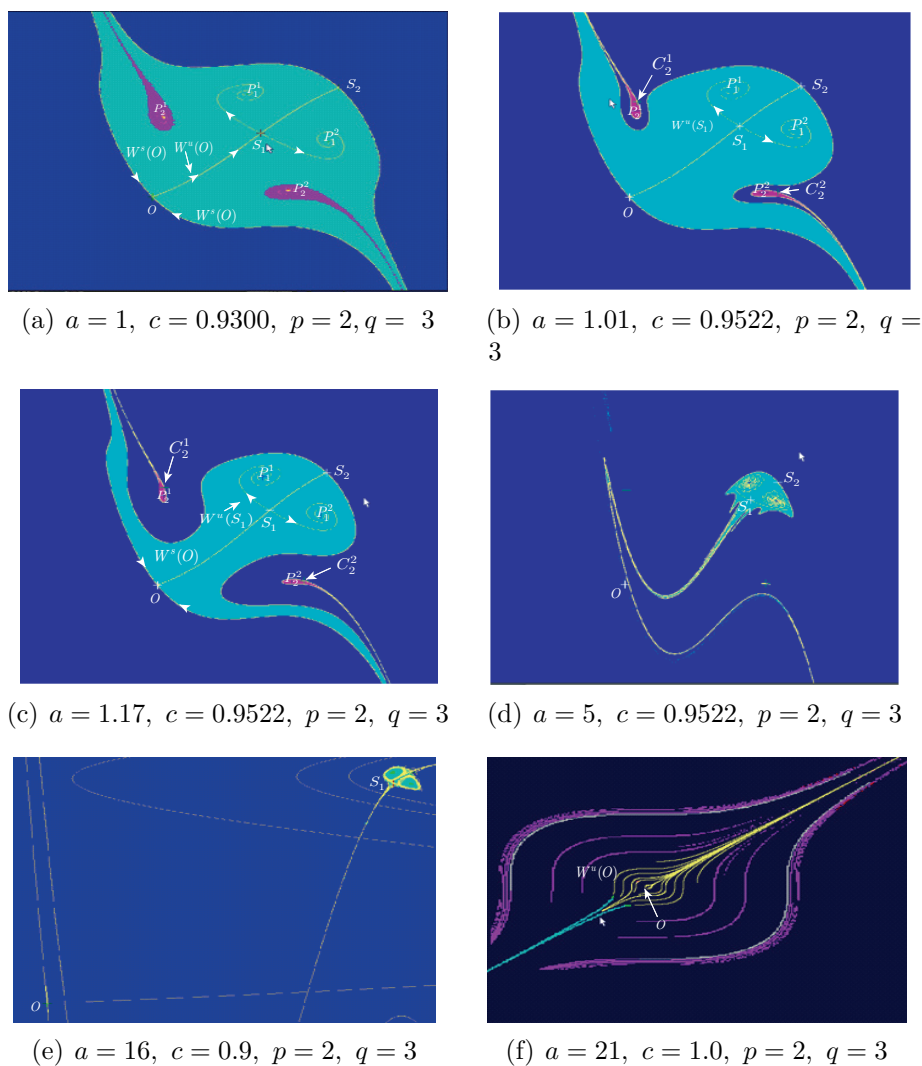 P_1^1
S_2
P_2^1
W^s(O) W^u(O)
S_1
P_1^2
P_2^2
O W^s(O)
C_2^1
P_1^1
S_2
P_2^1
W^u(S_1)
P_1^2
S_1
P_2^2
C_2^2
O
(a) a = 1, c = 0.9300, p = 2, q = 3
(b) a = 1.01, c = 0.9522, p = 2, q =
3
C_2^1
P_1^1
S_2
P_2^1
W^u(S_1) S_1
P_1^2
W^s(O)
P_2^2
C_2^2
O
S_2
S_1
O
(c) a = 1.17, c = 0.9522, p = 2, q = 3
(d) a = 5, c = 0.9522, p = 2, q = 3
S_1
O
W^u(O)
O
(e) a = 16, c = 0.9, p = 2, q = 3
(f) a = 21, c = 1.0, p = 2, q = 3